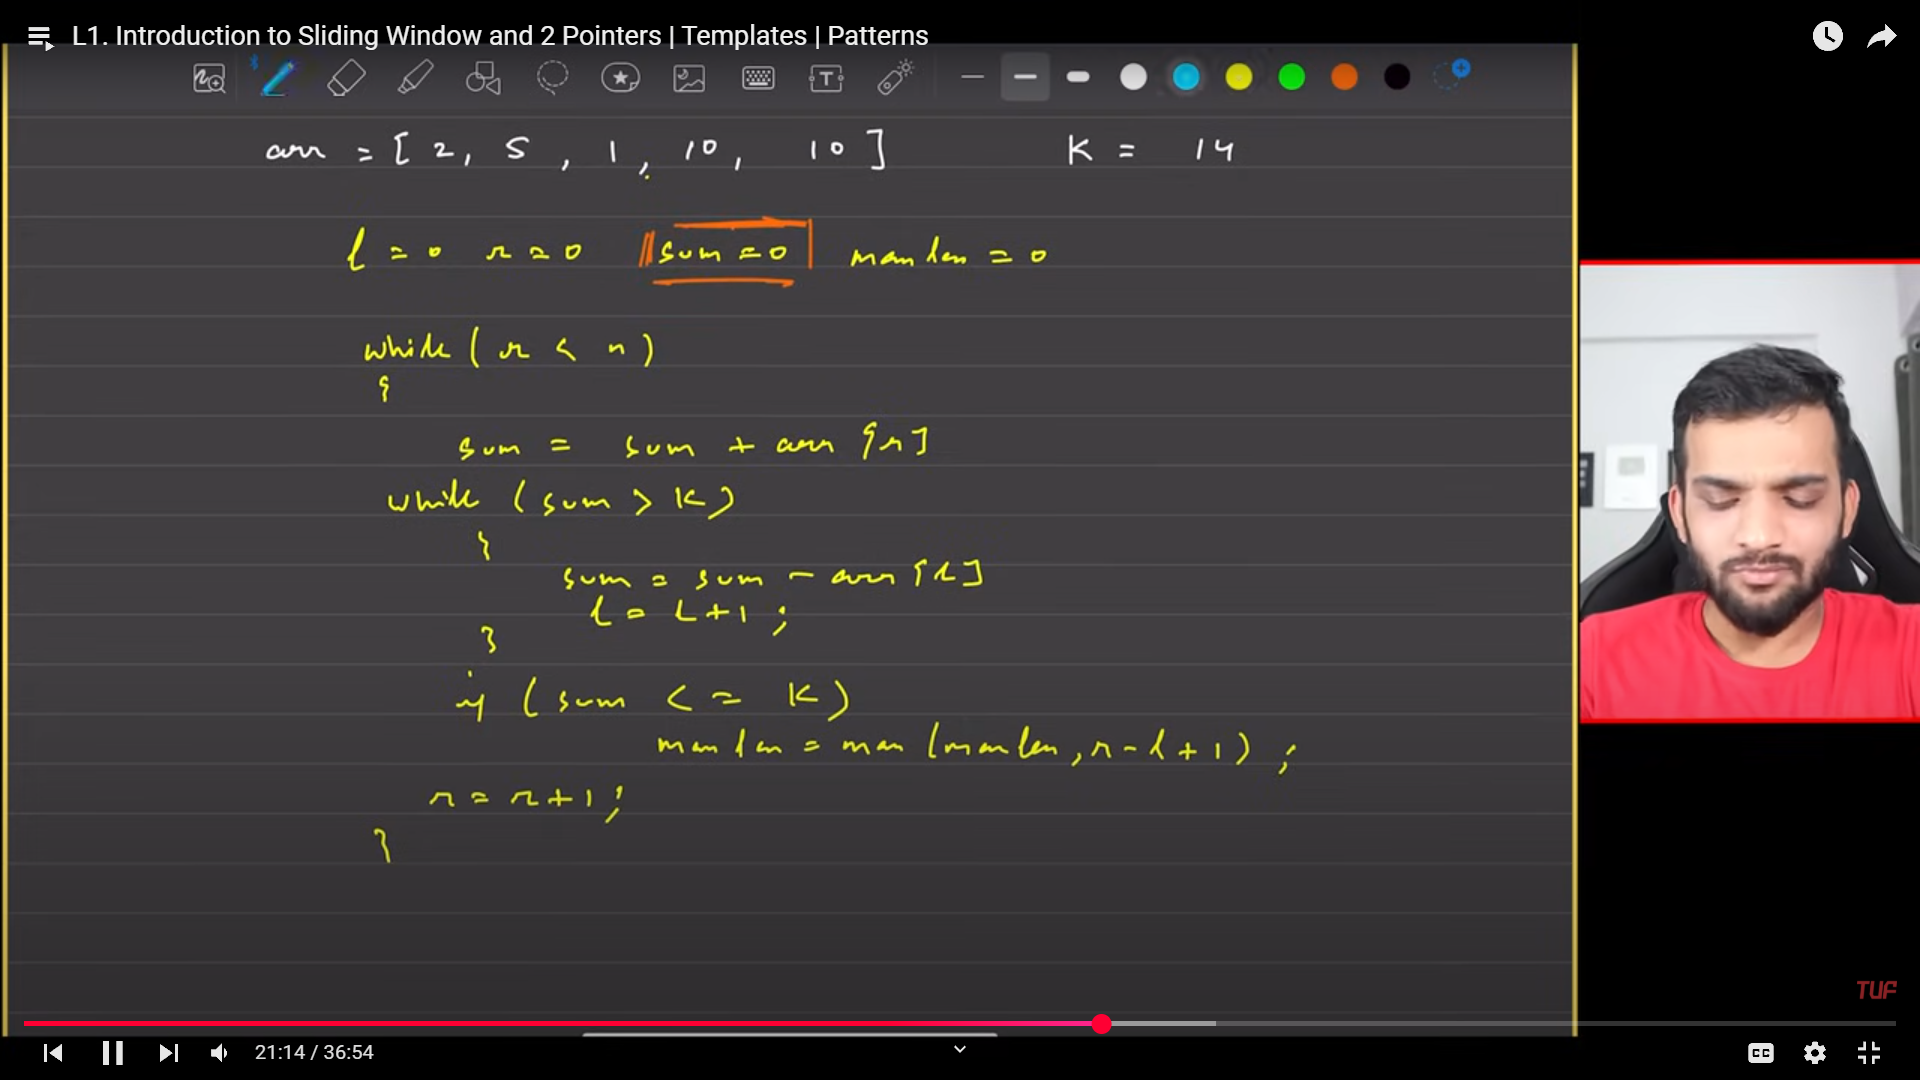 L1. Introduction to Sliding Window and 2 Pointers | Templates | Patterns
arr = [ 2, 5, 1, 10, 10 ] K = 14
l = 0 r = 0 sum = 0 maxlen = 0
while ( r < n )
{
sum = sum + arr [r]
while ( sum > K )
{
sum = sum - arr [l]
l = l + 1 ;
}
if ( sum <= K )
maxlen = max (maxlen, r - l + 1) ;
r = r + 1 ;
}
TUF
21:14 / 36:54
CC